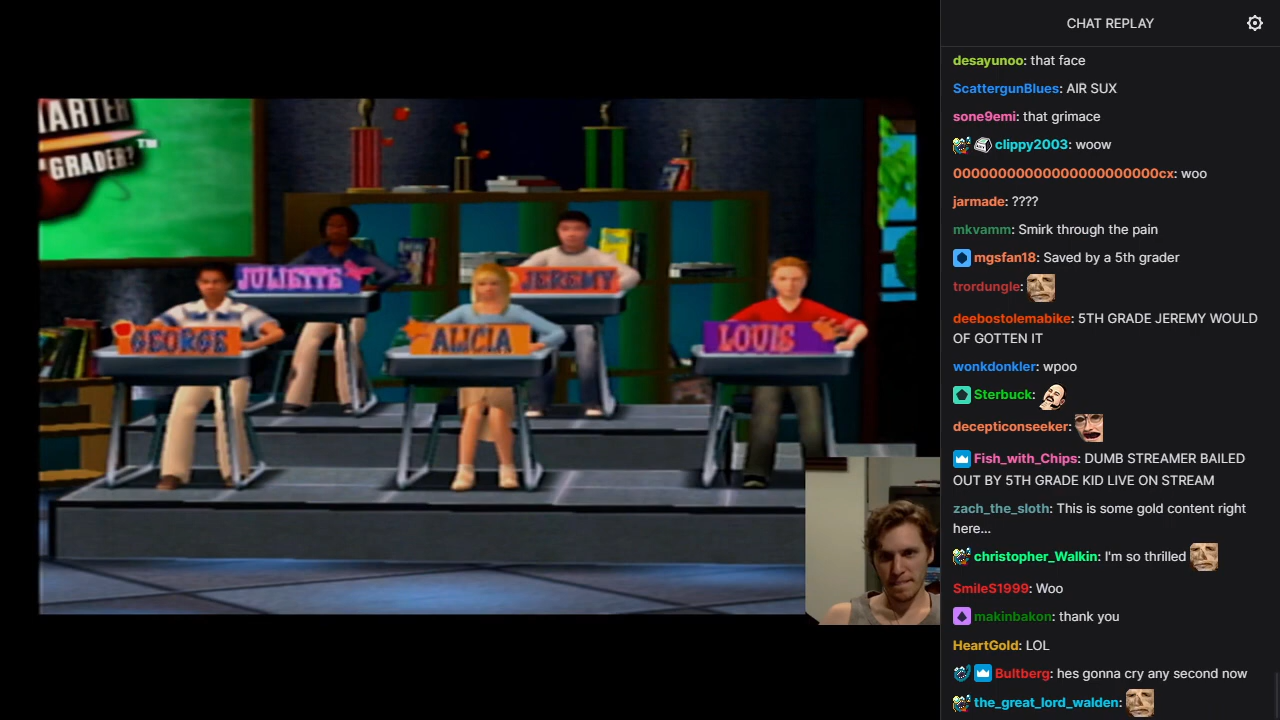 CHAT REPLAY
desayunoo: that face
ScattergunBlues: AIR SUX
sone9emi: that grimace
clippy2003: woow
OOOOOOOOOOOOOOOOOOOOOOOOcx: woo
jarmade: ????
mkvamm: Smirk through the pain
mgsfan18: Saved by a 5th grader
trordungle:
deebostolemabike: 5TH GRADE JEREMY WOULD
OF GOTTEN IT
wonkdonkler: wpoo
Sterbuck:
decepticonseeker:
Fish_with_Chips: DUMB STREAMER BAILED
OUT BY 5TH GRADE KID LIVE ON STREAM
zach_the_sloth: This is some gold content right
here...
christopher_Walkin: I'm so thrilled
SmileS1999: Woo
makinbakon: thank you
HeartGold: LOL
Bultberg: hes gonna cry any second now
the_great_lord_walden:
ARTER
GRADER?™
JULIETTE
JEREMY
GEORGE
ALICIA
LOUIS